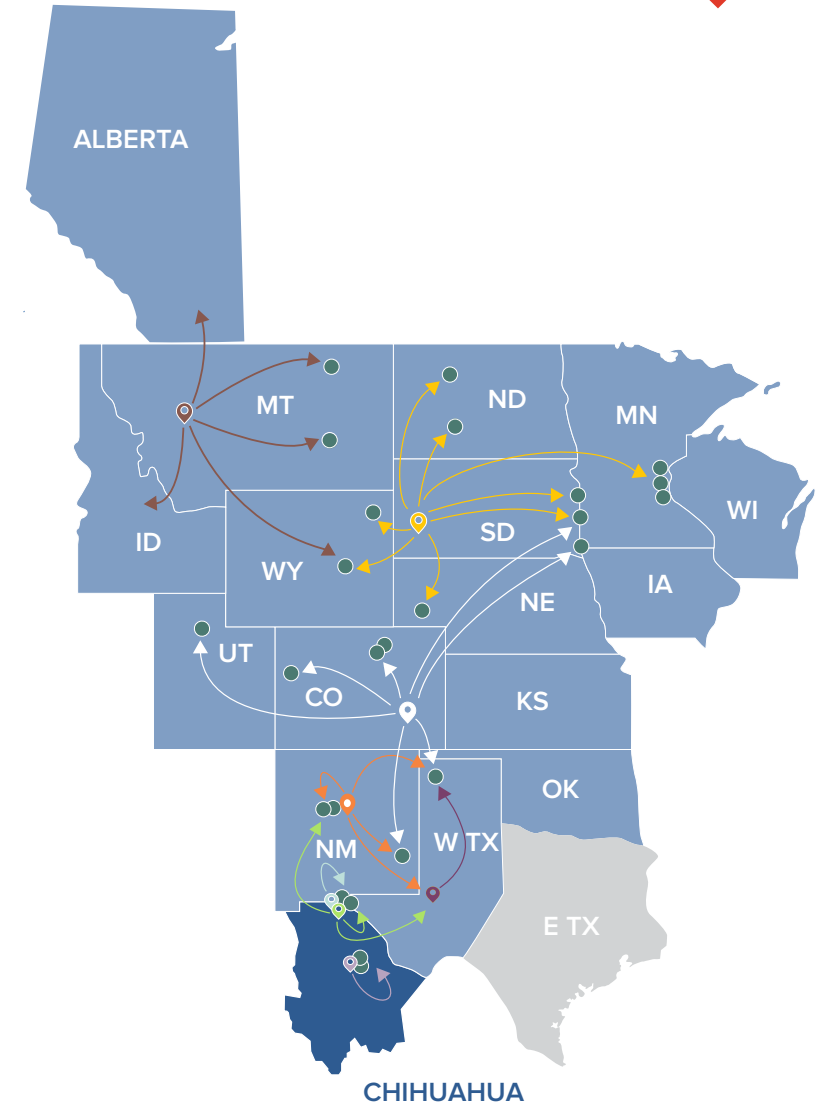 ALBERTA
MT
ND
MN
WI
ID
WY
SD
IA
NE
UT
CO
KS
OK
NM
W TX
E TX
CHIHUAHUA